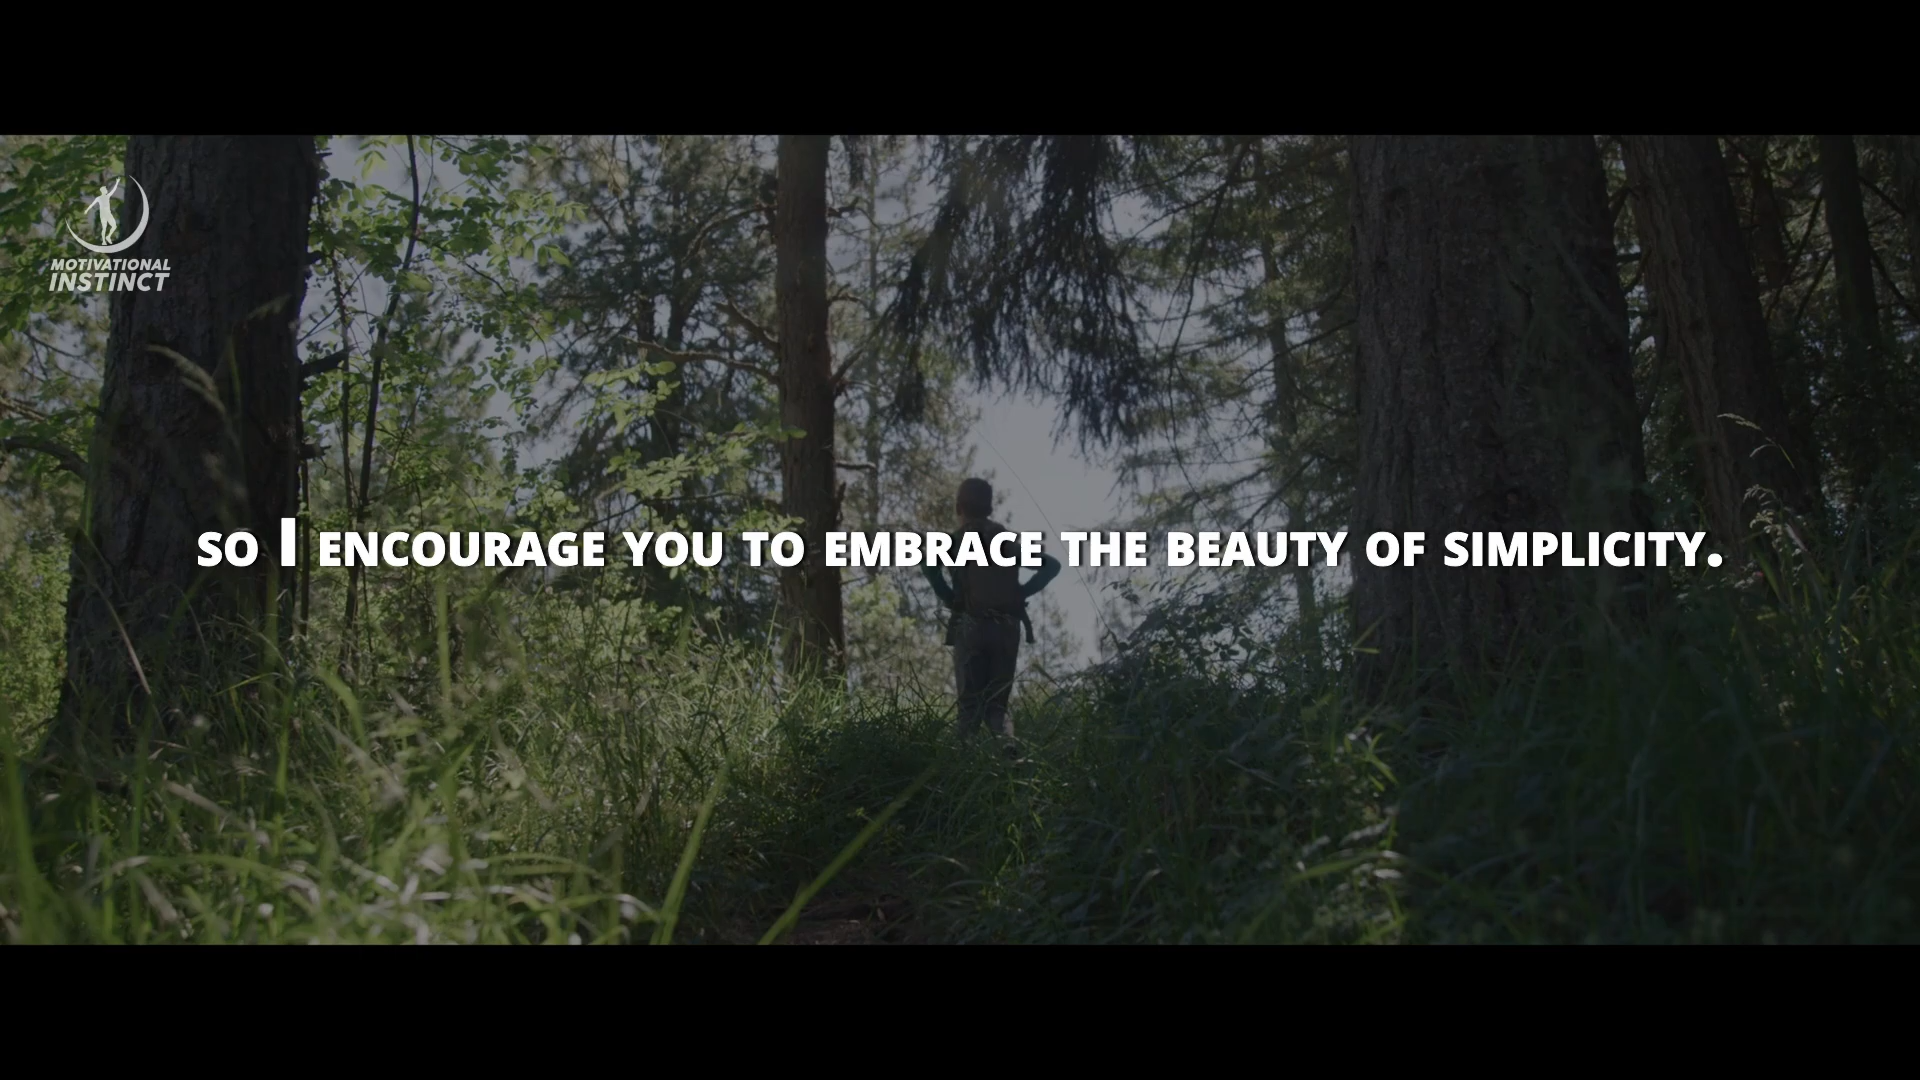 MOTIVATIONAL
INSTINCT
so I encourage you to embrace the beauty of simplicity.